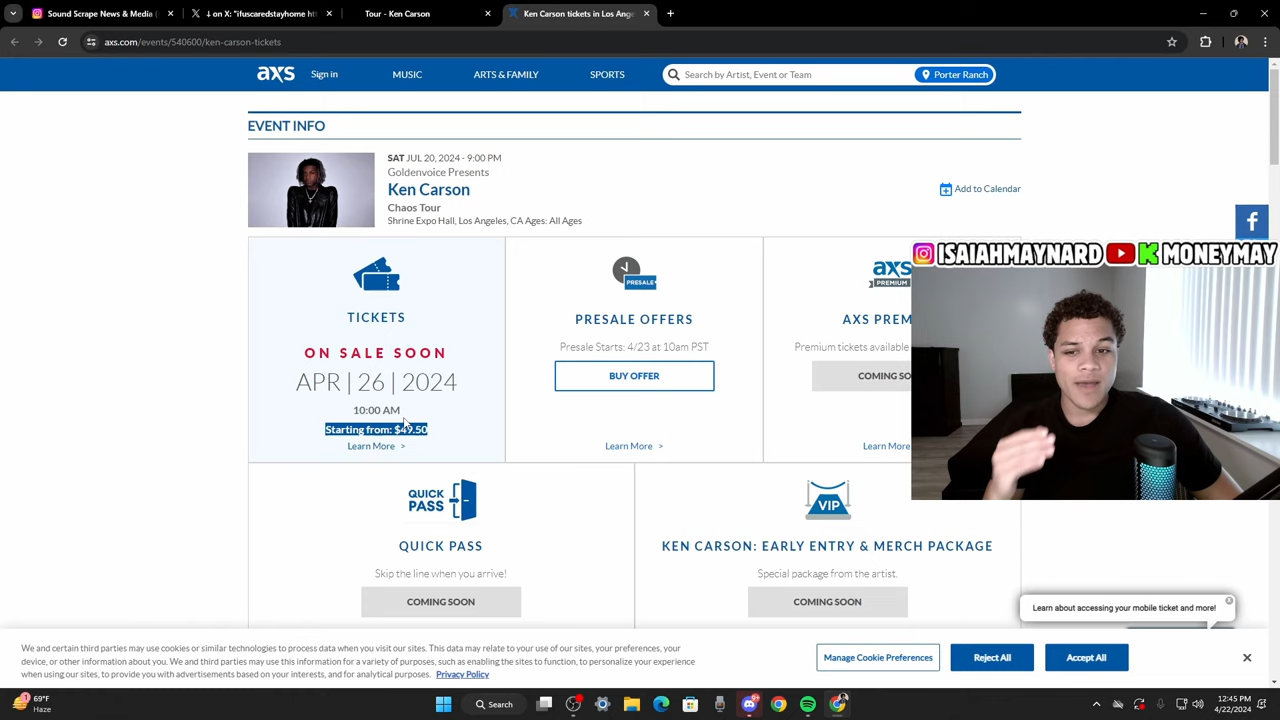 Sound Scrape News & Media (
↓ on X: "ifuscaredstayhome ht
Tour - Ken Carson
Ken Carson tickets in Los Ange
axs.com/events/540600/ken-carson-tickets
axs
Sign in
MUSIC
ARTS & FAMILY
SPORTS
Search by Artist, Event or Team
Porter Ranch
EVENT INFO
SAT JUL 20, 2024 - 9:00 PM
Goldenvoice Presents
Ken Carson
Chaos Tour
Shrine Expo Hall, Los Angeles, CA Ages: All Ages
Add to Calendar
f
ISAIAHMAYNARD K MONEYMAY
TICKETS
ON SALE SOON
APR | 26 | 2024
10:00 AM
Starting from: $49.50
Learn More >
PRESALE
PRESALE OFFERS
Presale Starts: 4/23 at 10am PST
BUY OFFER
Learn More >
axs
PREMIUM
AXS PREM
Premium tickets available
COMING SO
Learn More
QUICK
PASS
QUICK PASS
Skip the line when you arrive!
COMING SOON
VIP
KEN CARSON: EARLY ENTRY & MERCH PACKAGE
Special package from the artist.
COMING SOON
Learn about accessing your mobile ticket and more!
We and certain third parties may use cookies or similar technologies to process data when you visit our sites. This data may relate to your use of our sites, your preferences, your
device, or other information about you. We and third parties may use this information for a variety of purposes, such as enabling the sites to function, to personalize your experience
when using our sites, to provide you with advertisements based on your interests, and for analytical purposes. Privacy Policy
Manage Cookie Preferences
Reject All
Accept All
69°F
Haze
Search
12:45 PM
4/22/2024